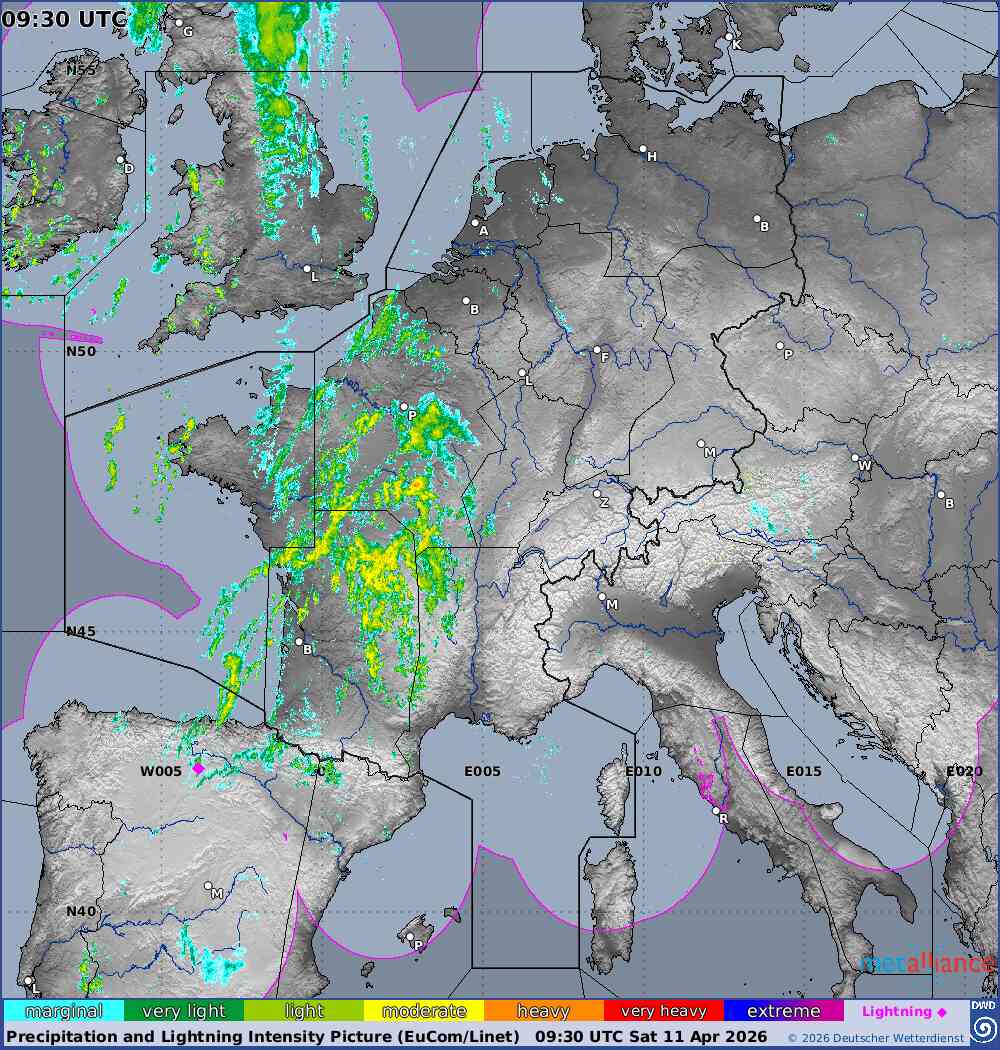 09:30 UTC
G
K
N55
D
H
B
A
L
B
N50
P
F
L
P
M
W
Z
B
M
N45
B
W005
0
E005
E010
E015
E020
R
M
N40
P
L
metalliance
marginal very light light moderate heavy very heavy extreme Lightning ◆ DWD
Precipitation and Lightning Intensity Picture (EuCom/Linet) 09:30 UTC Sat 11 Apr 2026 © 2026 Deutscher Wetterdienst